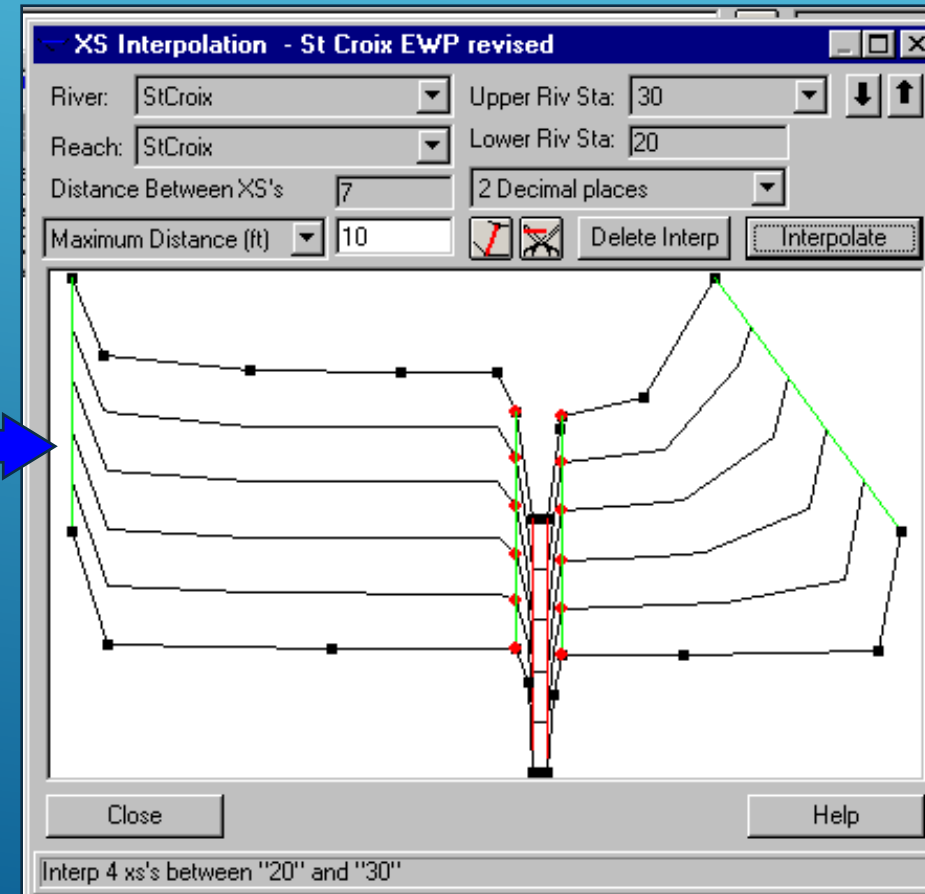 XS Interpolation - St Croix EWP revised
River: StCroix Upper Riv Sta: 30
Reach: StCroix Lower Riv Sta: 20
Distance Between XS's 7 2 Decimal places
Maximum Distance (ft) 10 Delete Interp Interpolate
Close Help
Interp 4 xs's between "20" and "30"